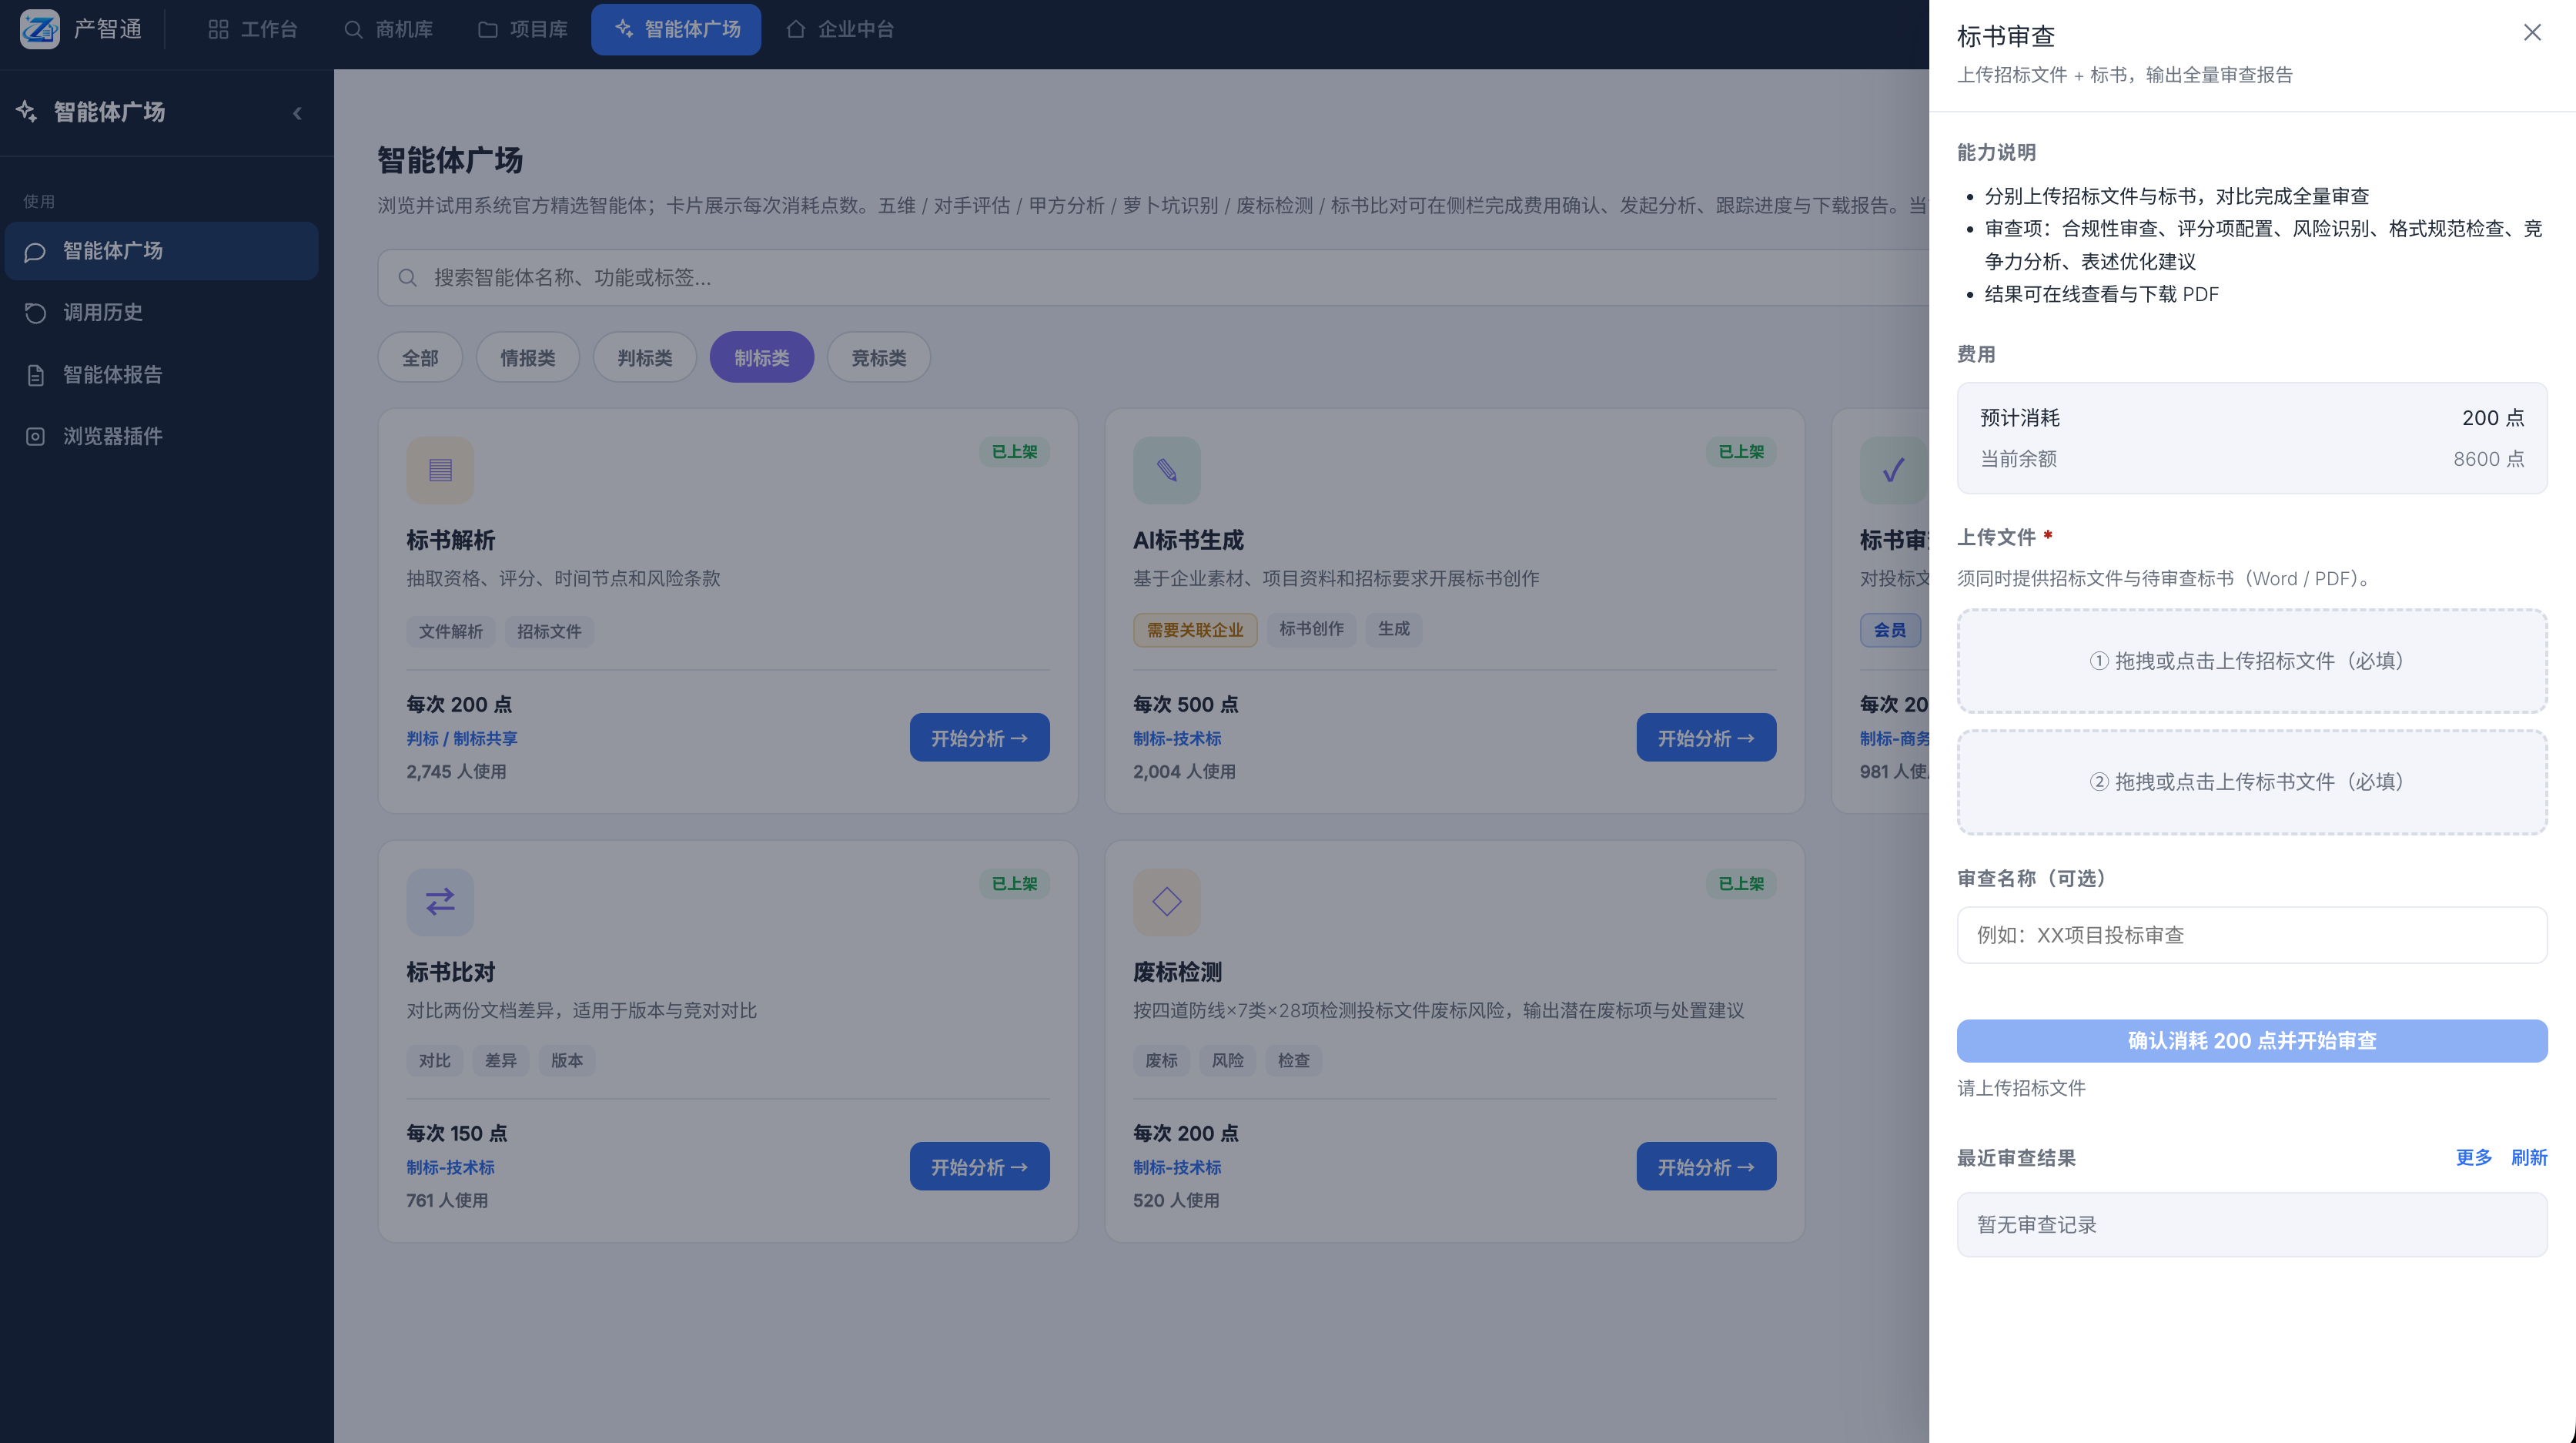 产智通
工作台
商机库
项目库
智能体广场
企业中台
智能体广场
使用
智能体广场
调用历史
智能体报告
浏览器插件
智能体广场
浏览并试用系统官方精选智能体；卡片展示每次消耗点数。五维 / 对手评估 / 甲方分析 / 萝卜坑识别 / 废标检测 / 标书比对可在侧栏完成费用确认、发起分析、跟踪进度与下载报告。当
搜索智能体名称、功能或标签...
全部
情报类
判标类
制标类
竞标类
已上架
标书解析
抽取资格、评分、时间节点和风险条款
文件解析
招标文件
每次 200 点
判标 / 制标共享
2,745 人使用
开始分析 →
已上架
AI标书生成
基于企业素材、项目资料和招标要求开展标书创作
需要关联企业
标书创作
生成
每次 500 点
制标-技术标
2,004 人使用
开始分析 →
标书审
对投标文
会员
每次 20
制标-商务
981 人使
已上架
标书比对
对比两份文档差异，适用于版本与竞对对比
对比
差异
版本
每次 150 点
制标-技术标
761 人使用
开始分析 →
已上架
废标检测
按四道防线×7类×28项检测投标文件废标风险，输出潜在废标项与处置建议
废标
风险
检查
每次 200 点
制标-技术标
520 人使用
开始分析 →
标书审查
上传招标文件 + 标书，输出全量审查报告
能力说明
• 分别上传招标文件与标书，对比完成全量审查
• 审查项：合规性审查、评分项配置、风险识别、格式规范检查、竞
争力分析、表述优化建议
• 结果可在线查看与下载 PDF
费用
预计消耗
200 点
当前余额
8600 点
上传文件 *
须同时提供招标文件与待审查标书（Word / PDF）。
① 拖拽或点击上传招标文件（必填）
② 拖拽或点击上传标书文件（必填）
审查名称（可选）
例如：XX项目投标审查
确认消耗 200 点并开始审查
请上传招标文件
最近审查结果
更多
刷新
暂无审查记录